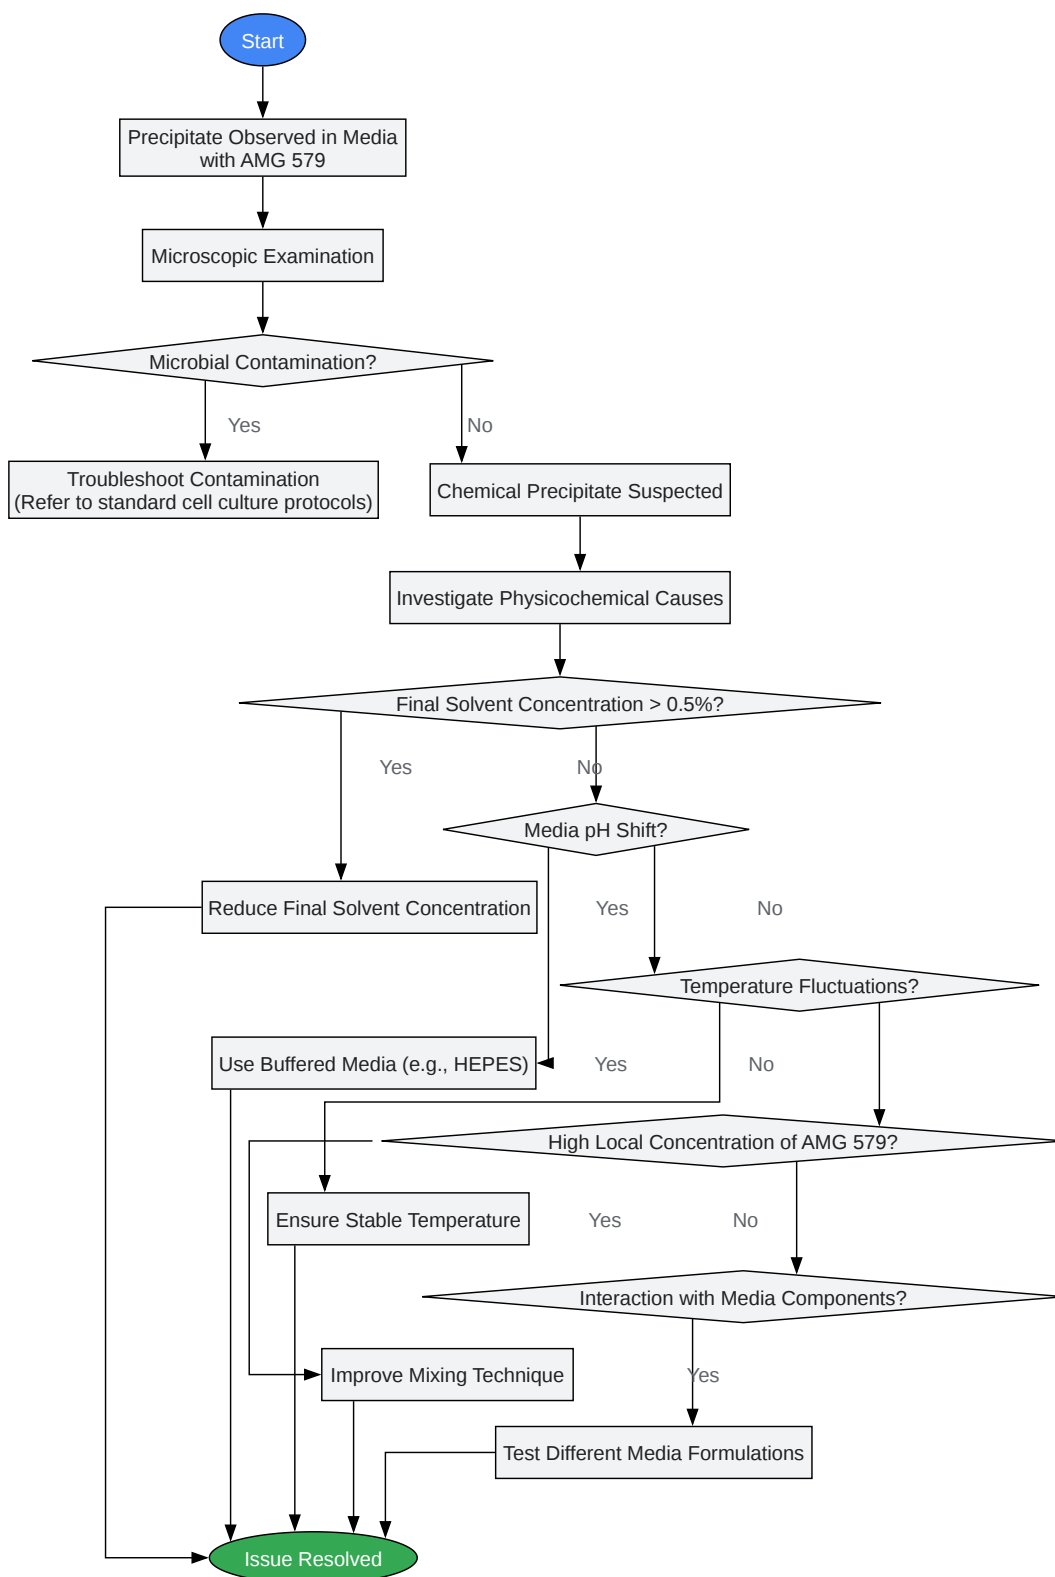 Start
Precipitate Observed in Media
with AMG 579
Microscopic Examination
Microbial Contamination?
Yes
No
Troubleshoot Contamination
(Refer to standard cell culture protocols)
Chemical Precipitate Suspected
Investigate Physicochemical Causes
Final Solvent Concentration > 0.5%?
Yes
No
Media pH Shift?
Reduce Final Solvent Concentration
Yes
No
Temperature Fluctuations?
Use Buffered Media (e.g., HEPES)
Yes
No
High Local Concentration of AMG 579?
Ensure Stable Temperature
Yes
No
Interaction with Media Components?
Improve Mixing Technique
Yes
Test Different Media Formulations
Issue Resolved